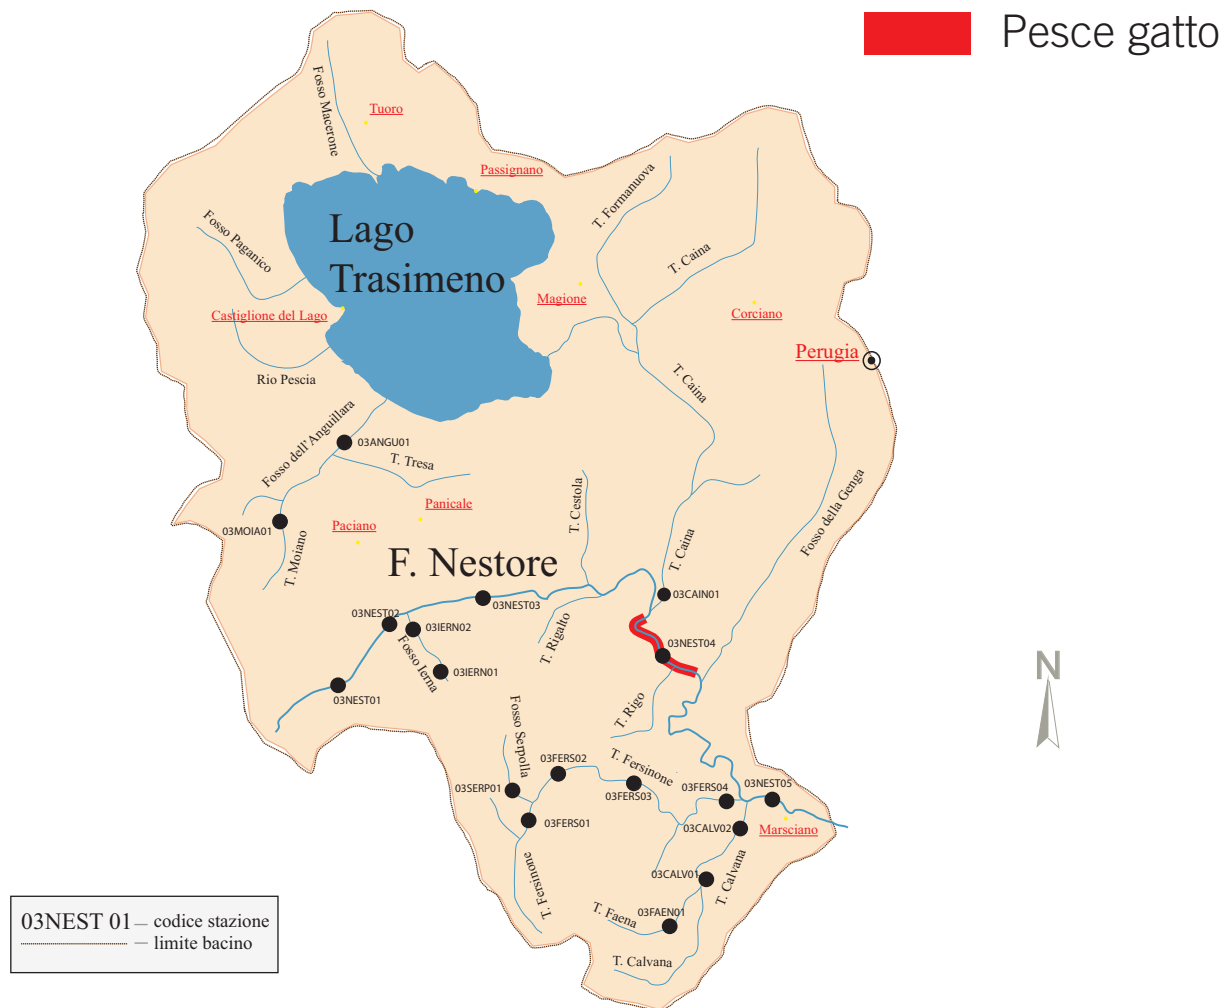 Pesce gatto
Fosso Macerone
Tuoro
Passignano
T. Formanuova
Fosso Paganico
Lago
Trasimeno
T. Caina
Magione
Castiglione del Lago
Corciano
Perugia
Rio Pescia
T. Caina
Fosso dell'Anguillara
03ANGU01
T. Tresa
T. Cestola
Fosso della Genga
Panicale
Paciano
03MOIA01
T. Moiano
F. Nestore
T. Caina
03CAIN01
03NEST03
03NEST02
03IERN02
T. Rigalto
03NEST04
Fosso Ierna
03IERN01
03NEST01
T. Rigo
Fosso Serpolla
03FERS02
T. Fersinone
03SERP01
03FERS03
03FERS04
03NEST05
03FERS01
03CALV02
Marsciano
T. Fersinone
03CALV01
T. Calvana
T. Faena
03FAEN01
T. Calvana
N
03NEST 01 – codice stazione
– limite bacino